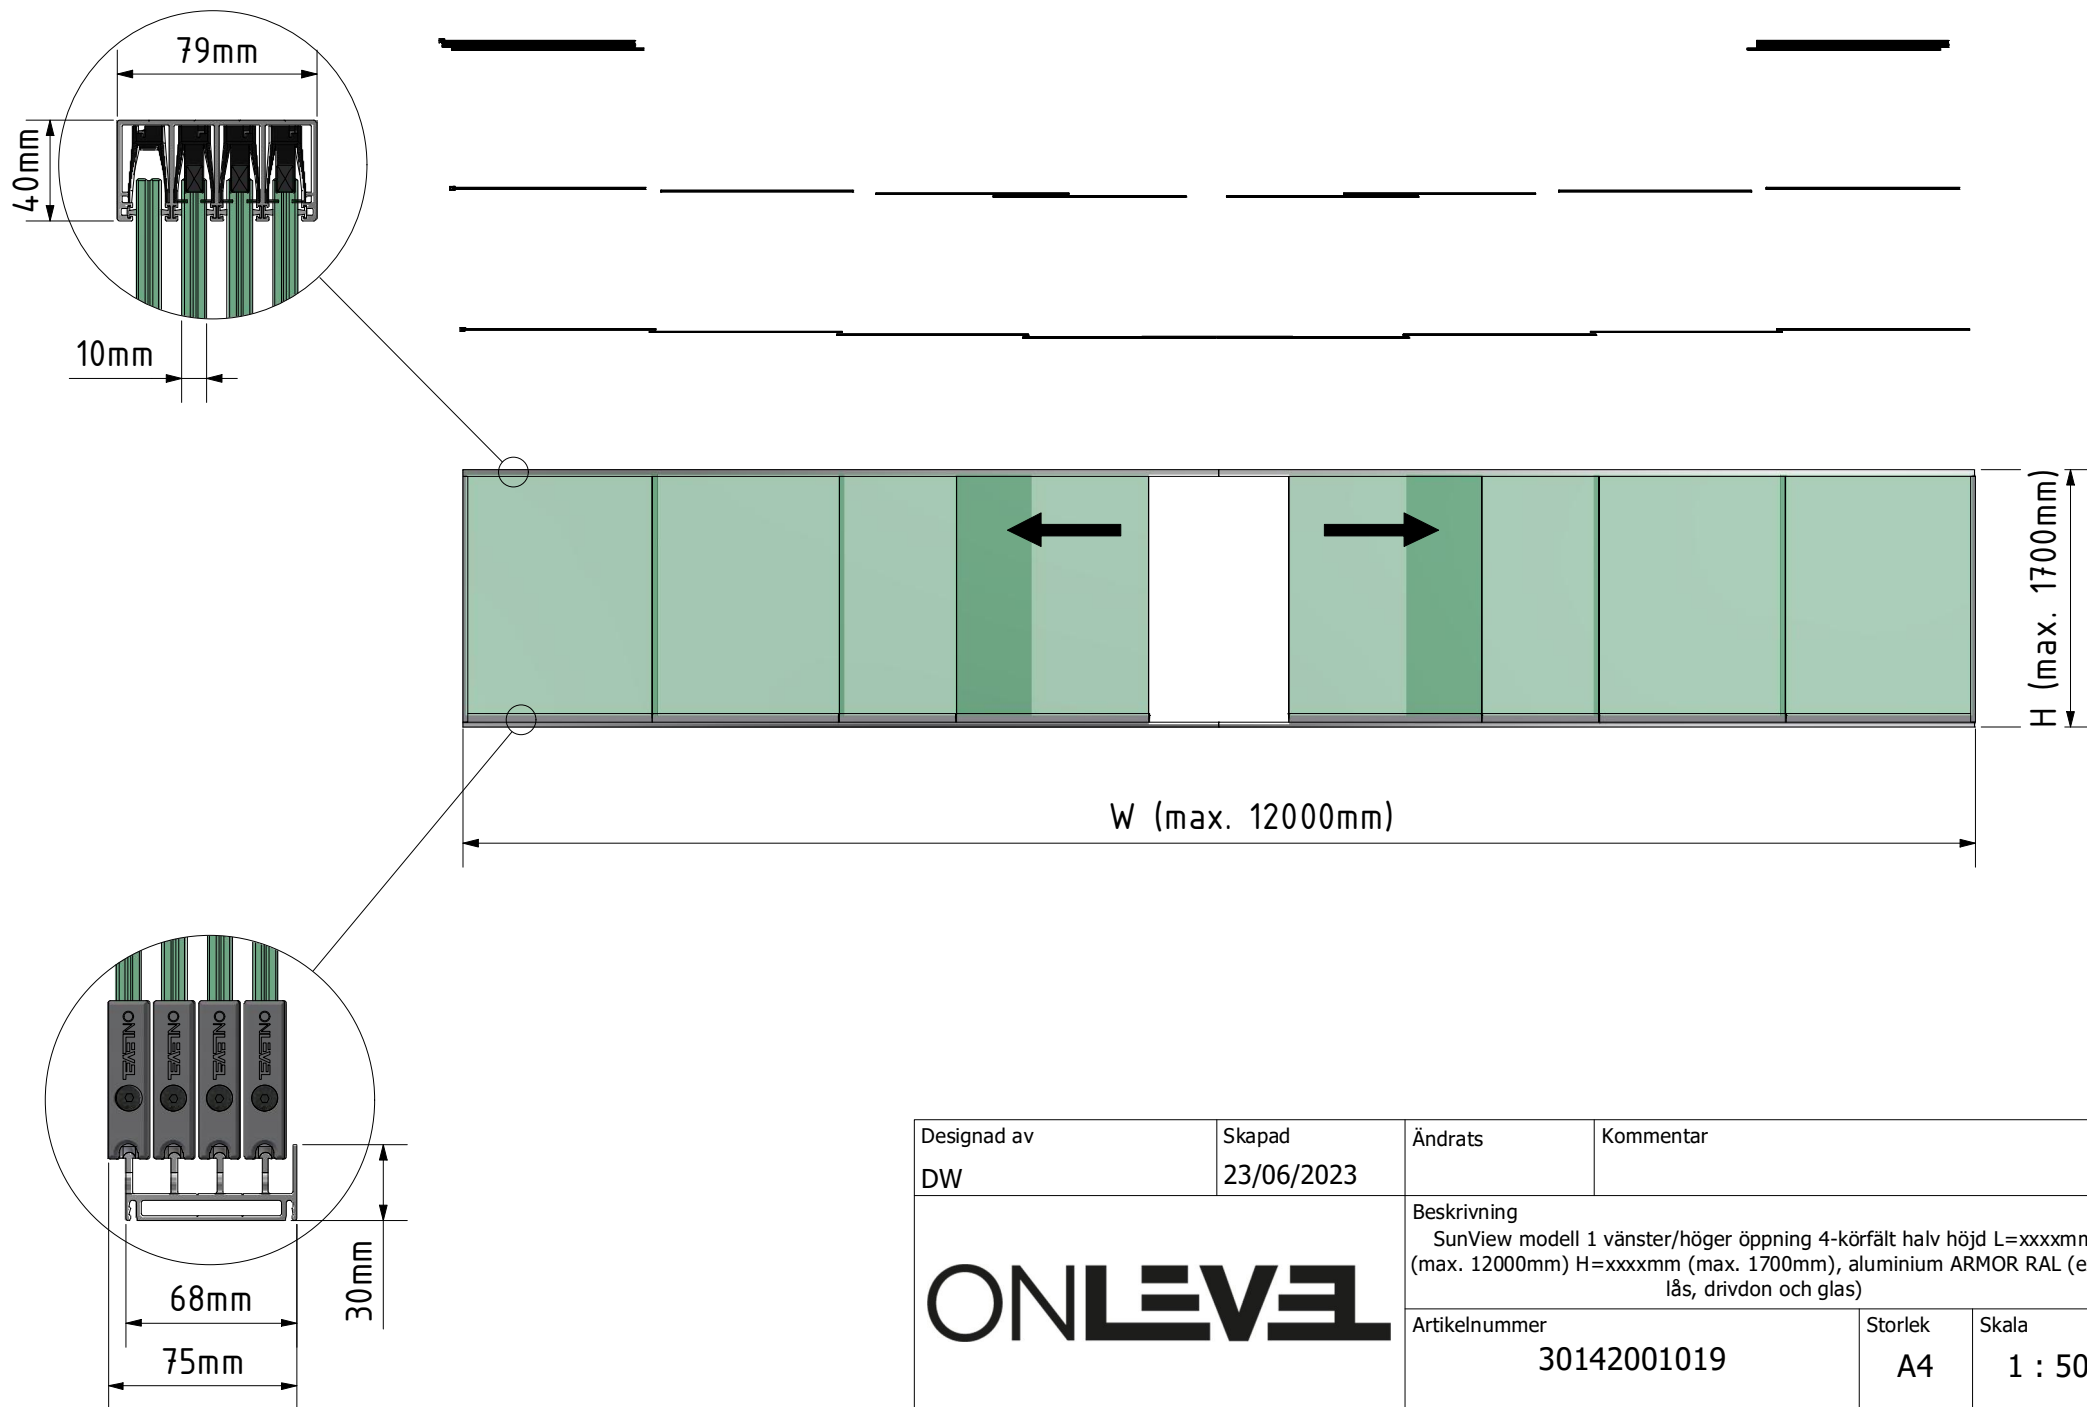 79mm
40mm
10mm
H (max. 1700mm)
W (max. 12000mm)
ONLEVEL ONLEVEL ONLEVEL ONLEVEL
30mm
68mm
75mm
Designad av
DW
Skapad
23/06/2023
Ändrats
Kommentar
ONLEVEL
Beskrivning
SunView modell 1 vänster/höger öppning 4-körfält halv höjd L=xxxxmm
(max. 12000mm) H=xxxxmm (max. 1700mm), aluminium ARMOR RAL (e
lås, drivdon och glas)
Artikelnummer
30142001019
Storlek
A4
Skala
1 : 50